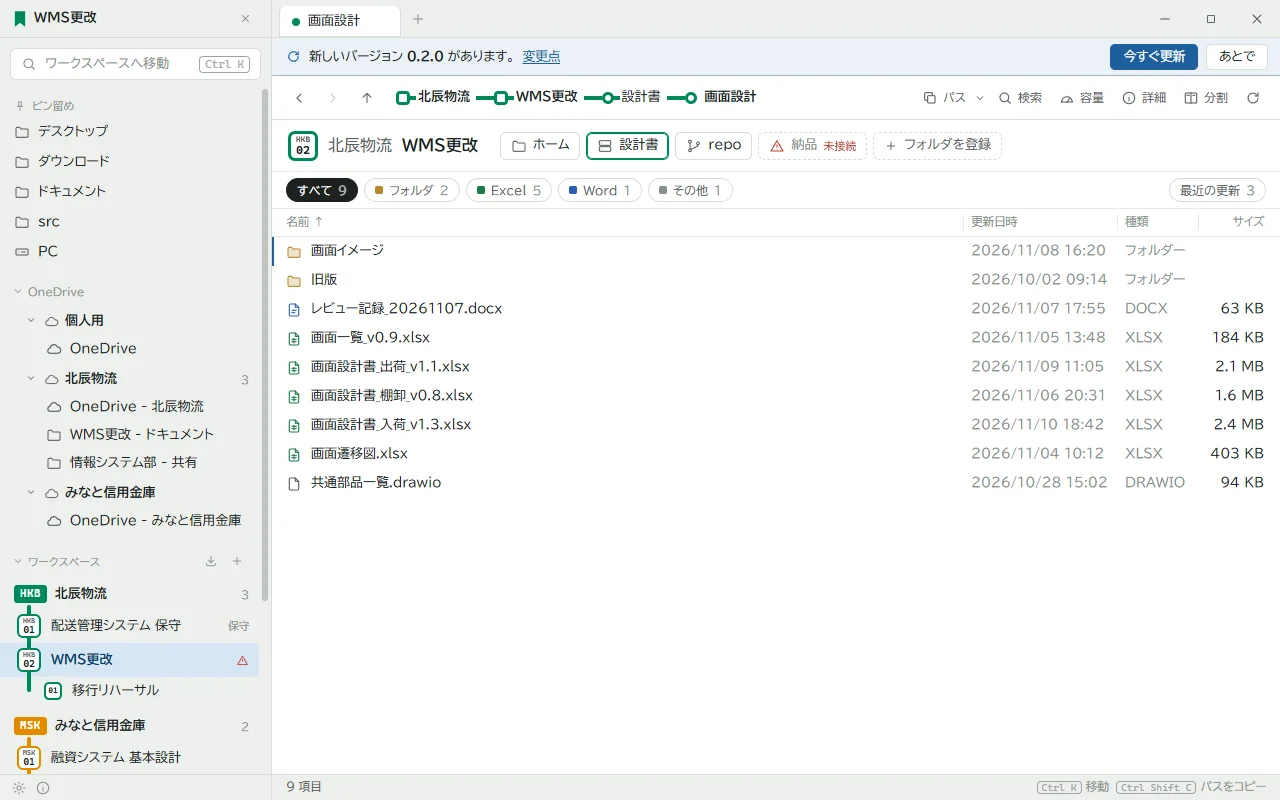 WMS更改
画面設計
新しいバージョン 0.2.0 があります。 変更点
今すぐ更新
あとで
ワークスペースへ移動 Ctrl K
ピン留め
デスクトップ
ダウンロード
ドキュメント
src
PC
OneDrive
個人用
OneDrive
北辰物流 3
OneDrive - 北辰物流
WMS更改 - ドキュメント
情報システム部 - 共有
みなと信用金庫
OneDrive - みなと信用金庫
ワークスペース
HKB 北辰物流 3
HKB 01 配送管理システム 保守 保守
HKB 02 WMS更改
01 移行リハーサル
MSK みなと信用金庫 2
MSK 01 融資システム 基本設計
北辰物流 WMS更改 設計書 画面設計
パス 検索 容量 詳細 分割
HKB 02 北辰物流 WMS更改 ホーム 設計書 repo 納品 未接続 フォルダを登録
すべて 9 フォルダ 2 Excel 5 Word 1 その他 1 最近の更新 3
名前 ↑ 更新日時 種類 サイズ
画面イメージ 2026/11/08 16:20 フォルダー
旧版 2026/10/02 09:14 フォルダー
レビュー記録_20261107.docx 2026/11/07 17:55 DOCX 63 KB
画面一覧_v0.9.xlsx 2026/11/05 13:48 XLSX 184 KB
画面設計書_出荷_v1.1.xlsx 2026/11/09 11:05 XLSX 2.1 MB
画面設計書_棚卸_v0.8.xlsx 2026/11/06 20:31 XLSX 1.6 MB
画面設計書_入荷_v1.3.xlsx 2026/11/10 18:42 XLSX 2.4 MB
画面遷移図.xlsx 2026/11/04 10:12 XLSX 403 KB
共通部品一覧.drawio 2026/10/28 15:02 DRAWIO 94 KB
9 項目
Ctrl K 移動 Ctrl Shift C パスをコピー